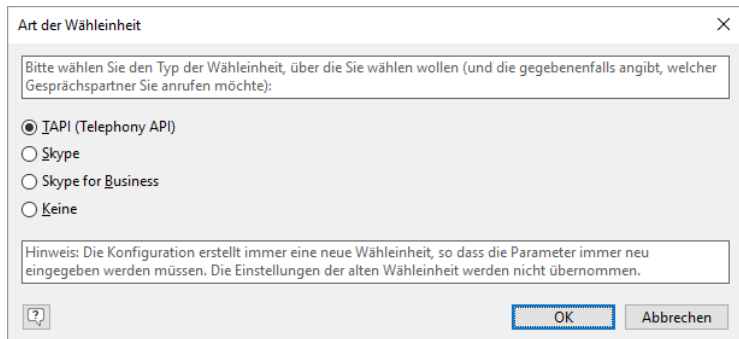 Art der Wähleinheit
Bitte wählen Sie den Typ der Wähleinheit, über die Sie wählen wollen (und die gegebenenfalls angibt, welcher
Gesprächspartner Sie anrufen möchte):
TAPI (Telephony API)
Skype
Skype for Business
Keine
Hinweis: Die Konfiguration erstellt immer eine neue Wähleinheit, so dass die Parameter immer neu
eingegeben werden müssen. Die Einstellungen der alten Wähleinheit werden nicht übernommen.
OK
Abbrechen